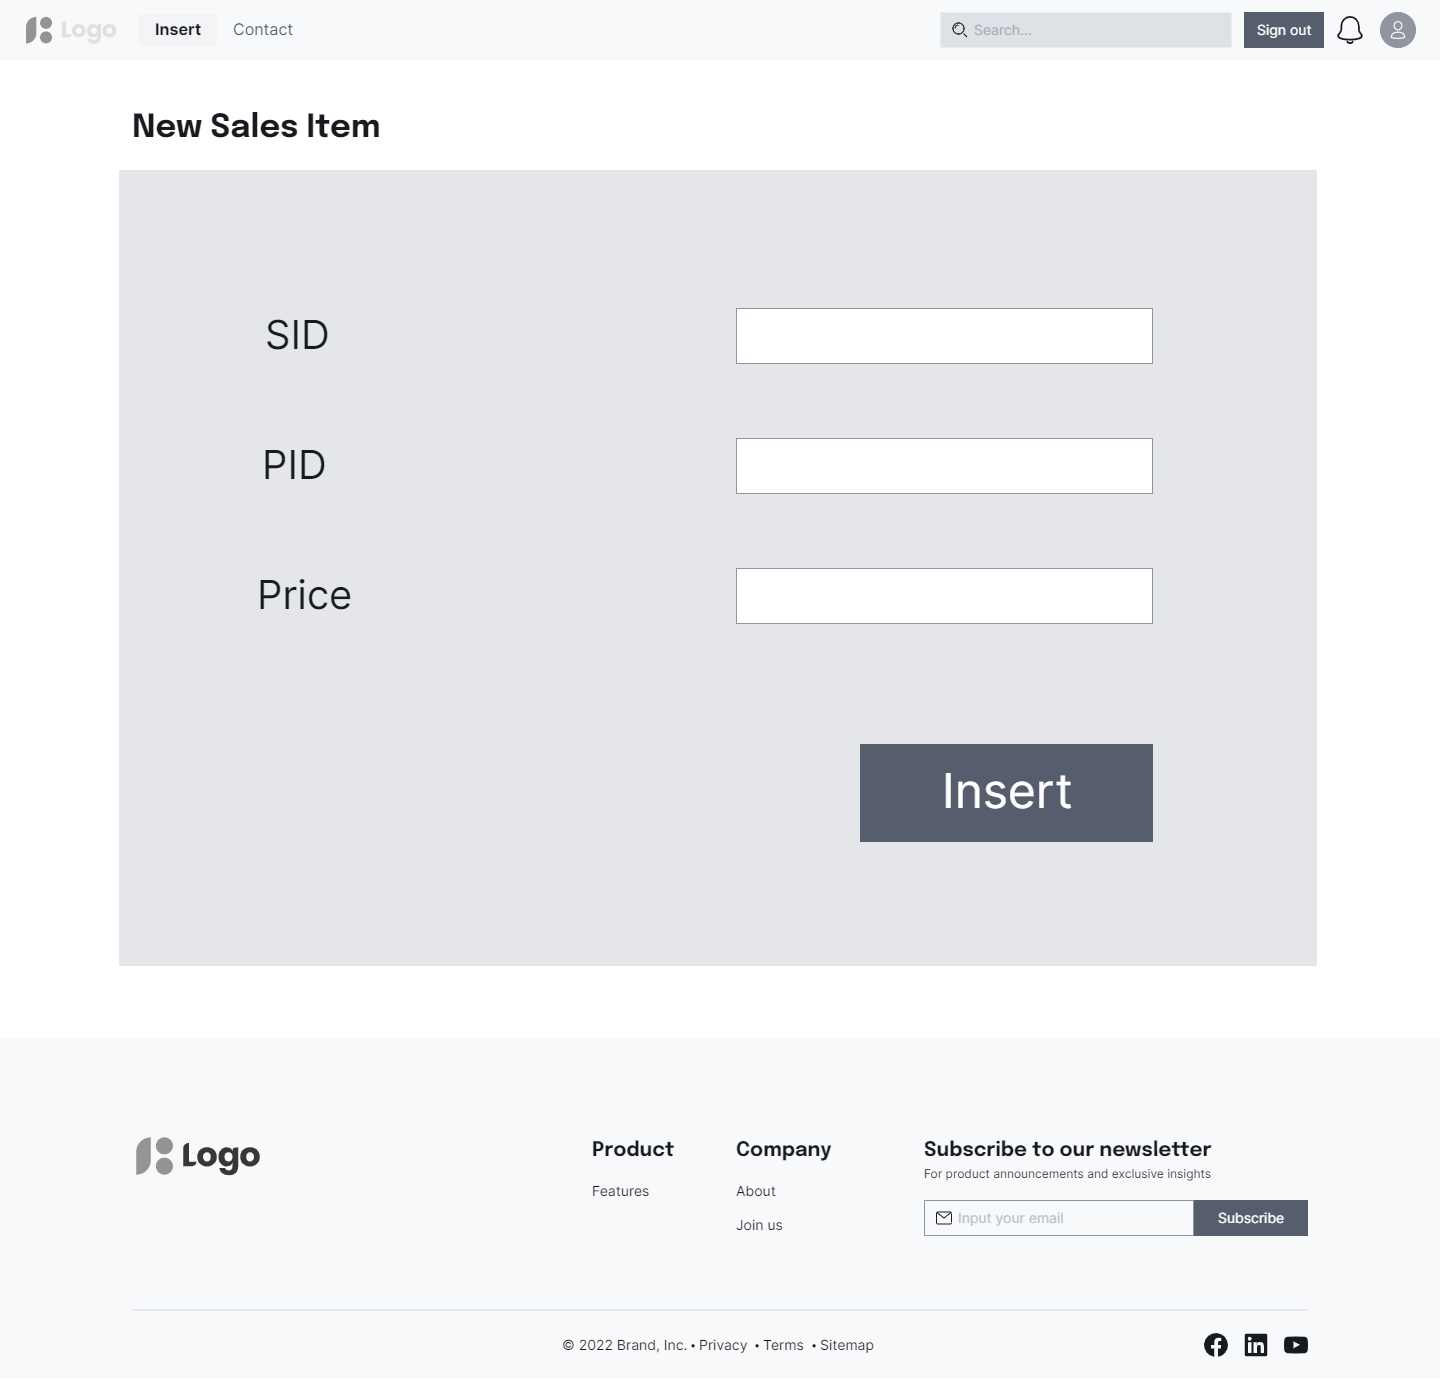 Logo Insert Contact Search... Sign out
New Sales Item
SID
PID
Price
Insert
Logo
Product
Features
Company
About
Join us
Subscribe to our newsletter
For product announcements and exclusive insights
Input your email Subscribe
© 2022 Brand, Inc. • Privacy • Terms • Sitemap